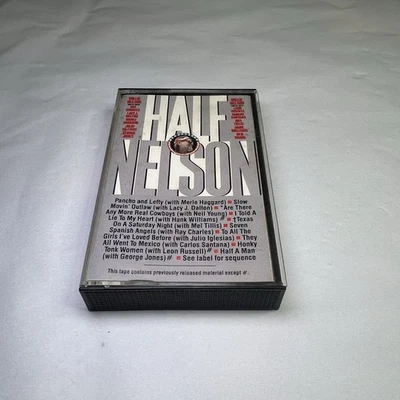 HALF
NELSON
Pancho and Lefty (with Merle Haggard) ■ Slow
Movin' Outlaw (with Lacy J. Dalton) ■ *Are There
Any More Real Cowboys (with Neil Young) ■ I Told A
Lie To My Heart (with Hank Williams) # ■ †Texas
On A Saturday Night (with Mel Tillis) ■ Seven
Spanish Angels (with Ray Charles) ■ To All The
Girls I've Loved Before (with Julio Iglesias) ■ They
All Went To Mexico (with Carlos Santana) ■ Honky
Tonk Women (with Leon Russell) # ■ Half A Man
(with George Jones) # ■ See label for sequence
This tape contains previously released material except #.